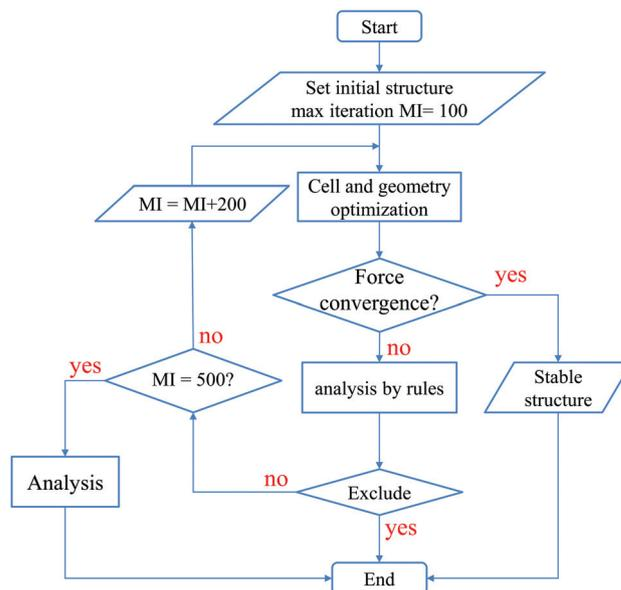 Start
Set initial structure
max iteration MI= 100
MI = MI+200
Cell and geometry
optimization
Force
convergence?
yes
no
no
yes
MI = 500?
analysis by rules
Stable
structure
Analysis
no
Exclude
yes
End